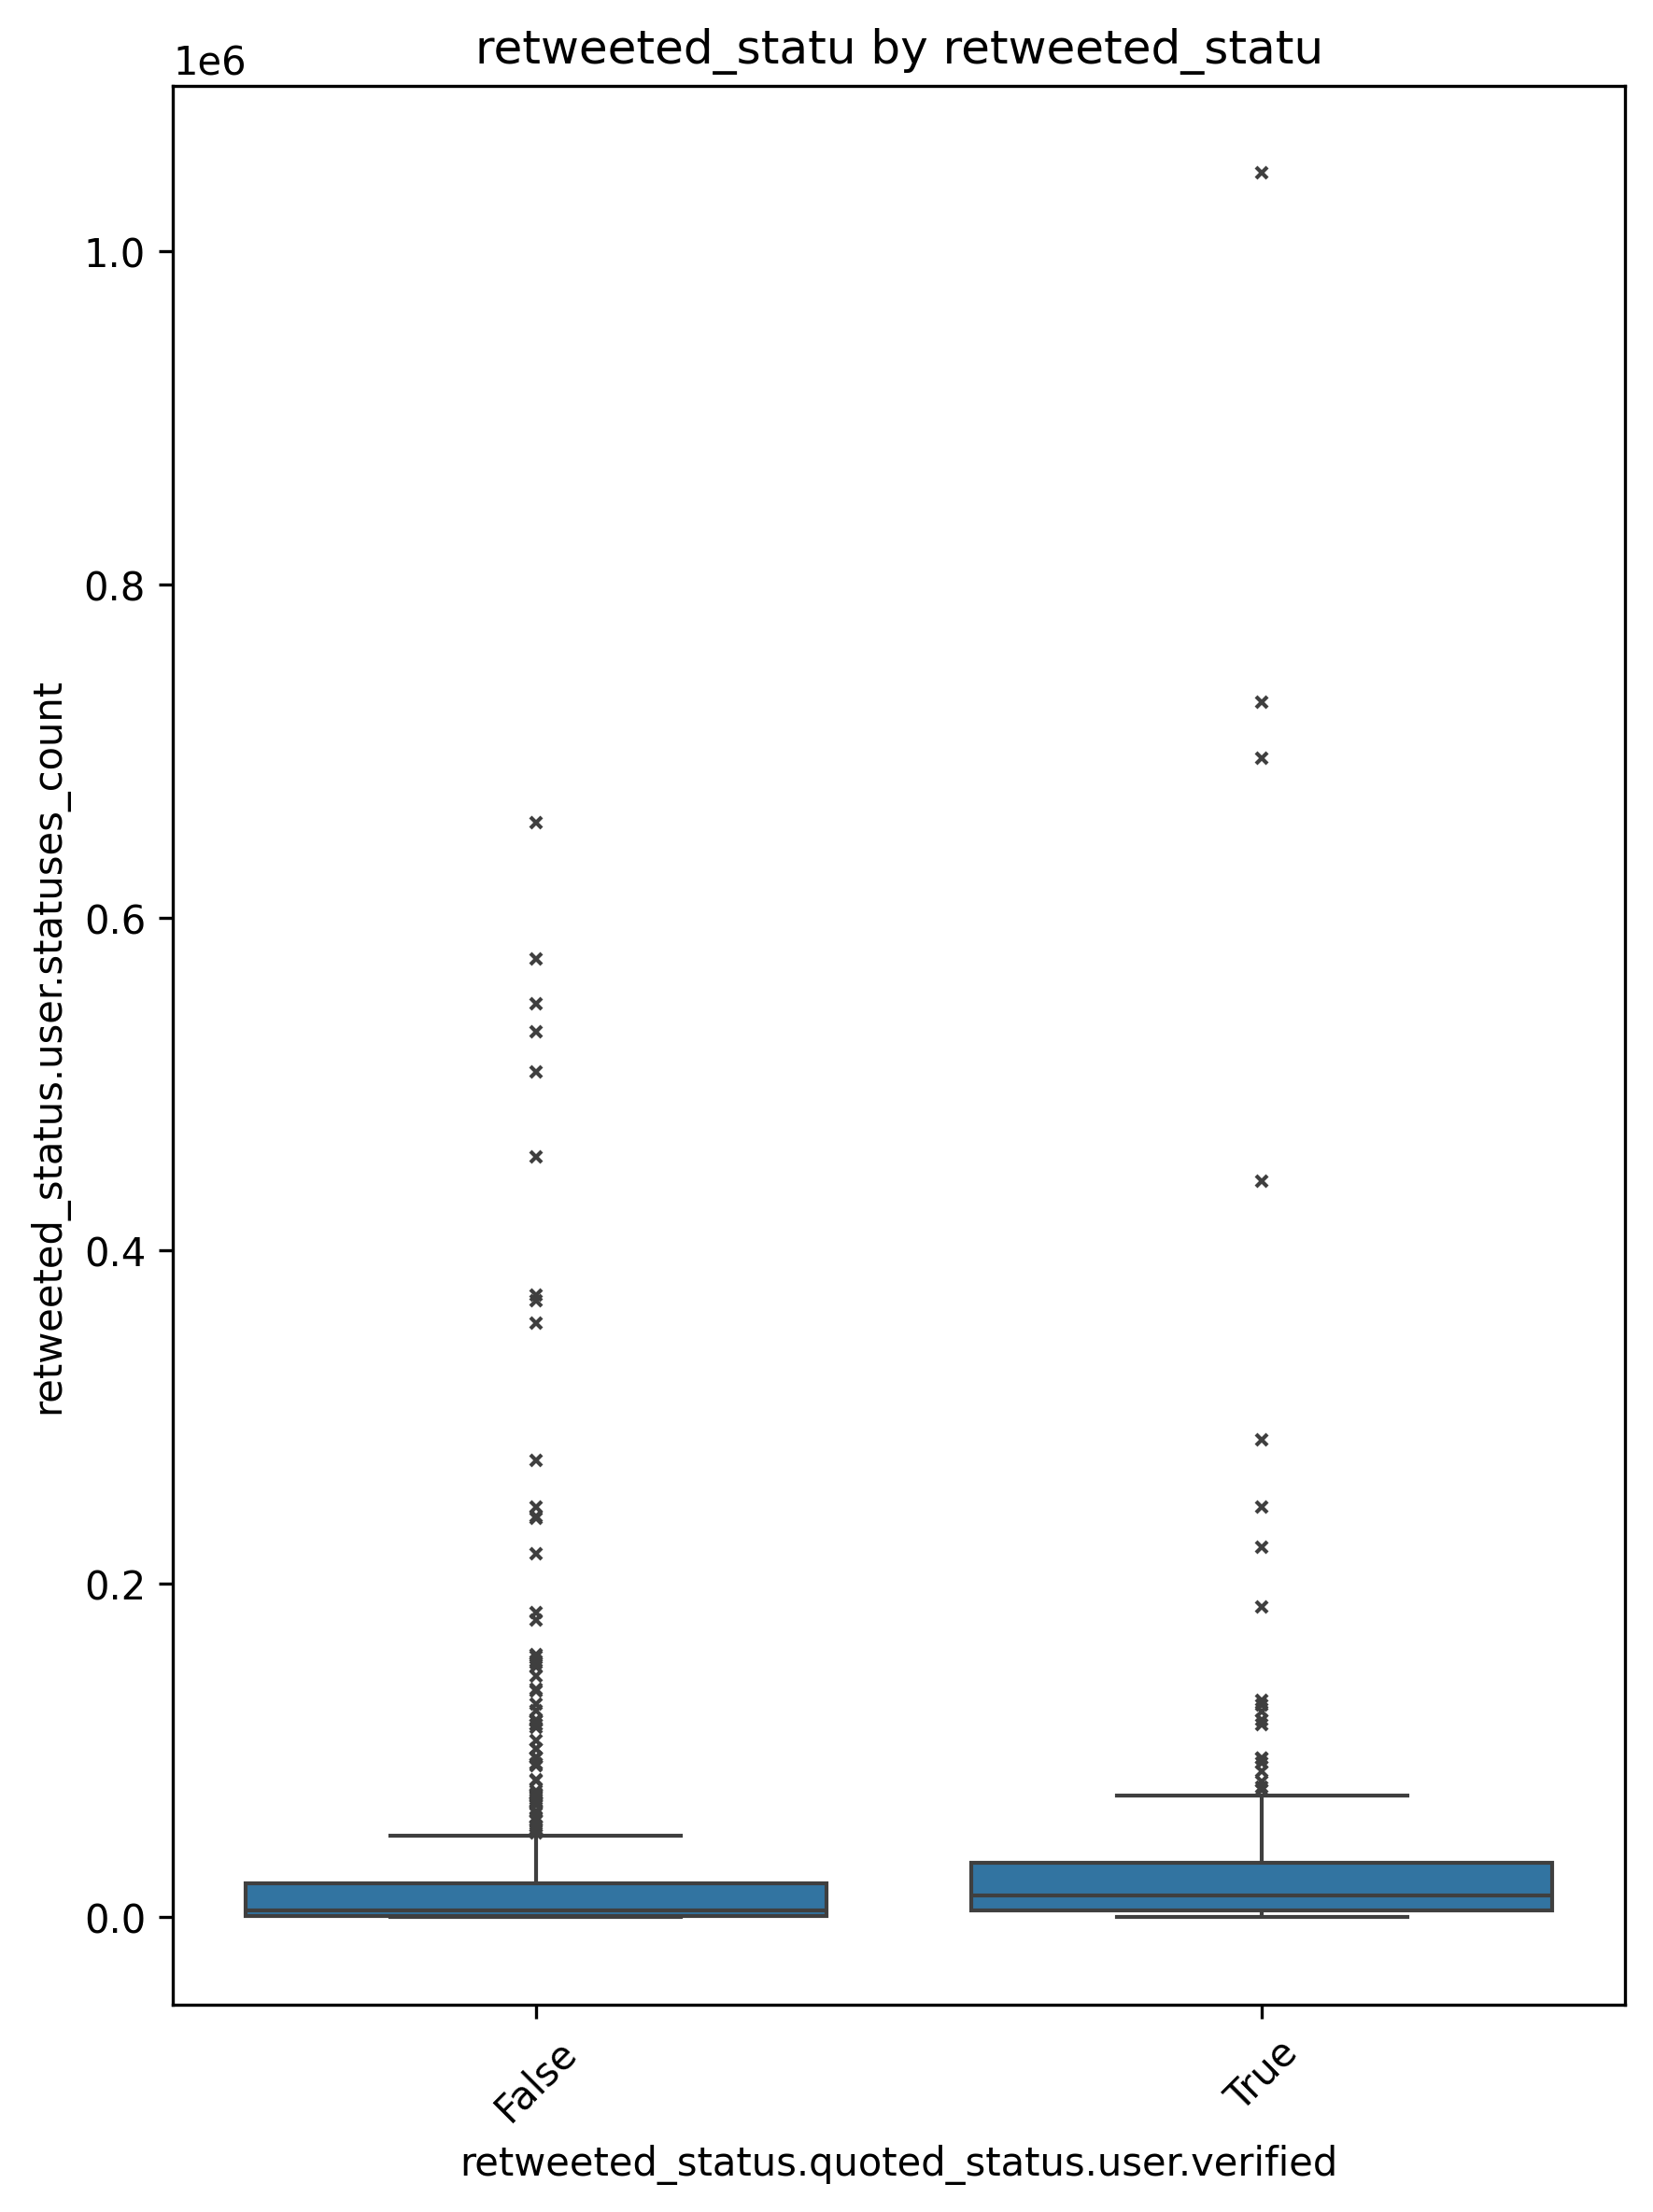 retweeted_statu by retweeted_statu
1e6
1.0
0.8
0.6
0.4
0.2
0.0
retweeted_status.user.statuses_count
False
True
retweeted_status.quoted_status.user.verified